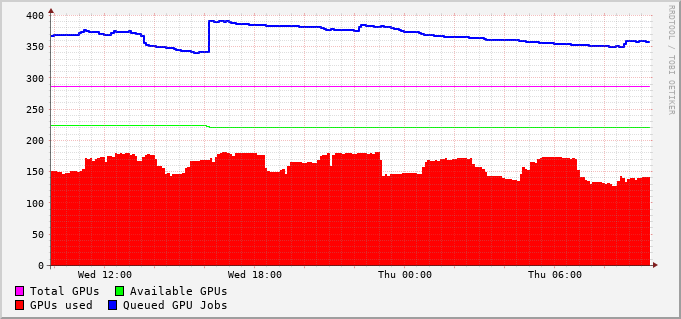 400
350
300
250
200
150
100
50
0
Wed 12:00 Wed 18:00 Thu 00:00 Thu 06:00
Total GPUs Available GPUs
GPUs used Queued GPU Jobs
RRDTOOL / TOBI OETIKER